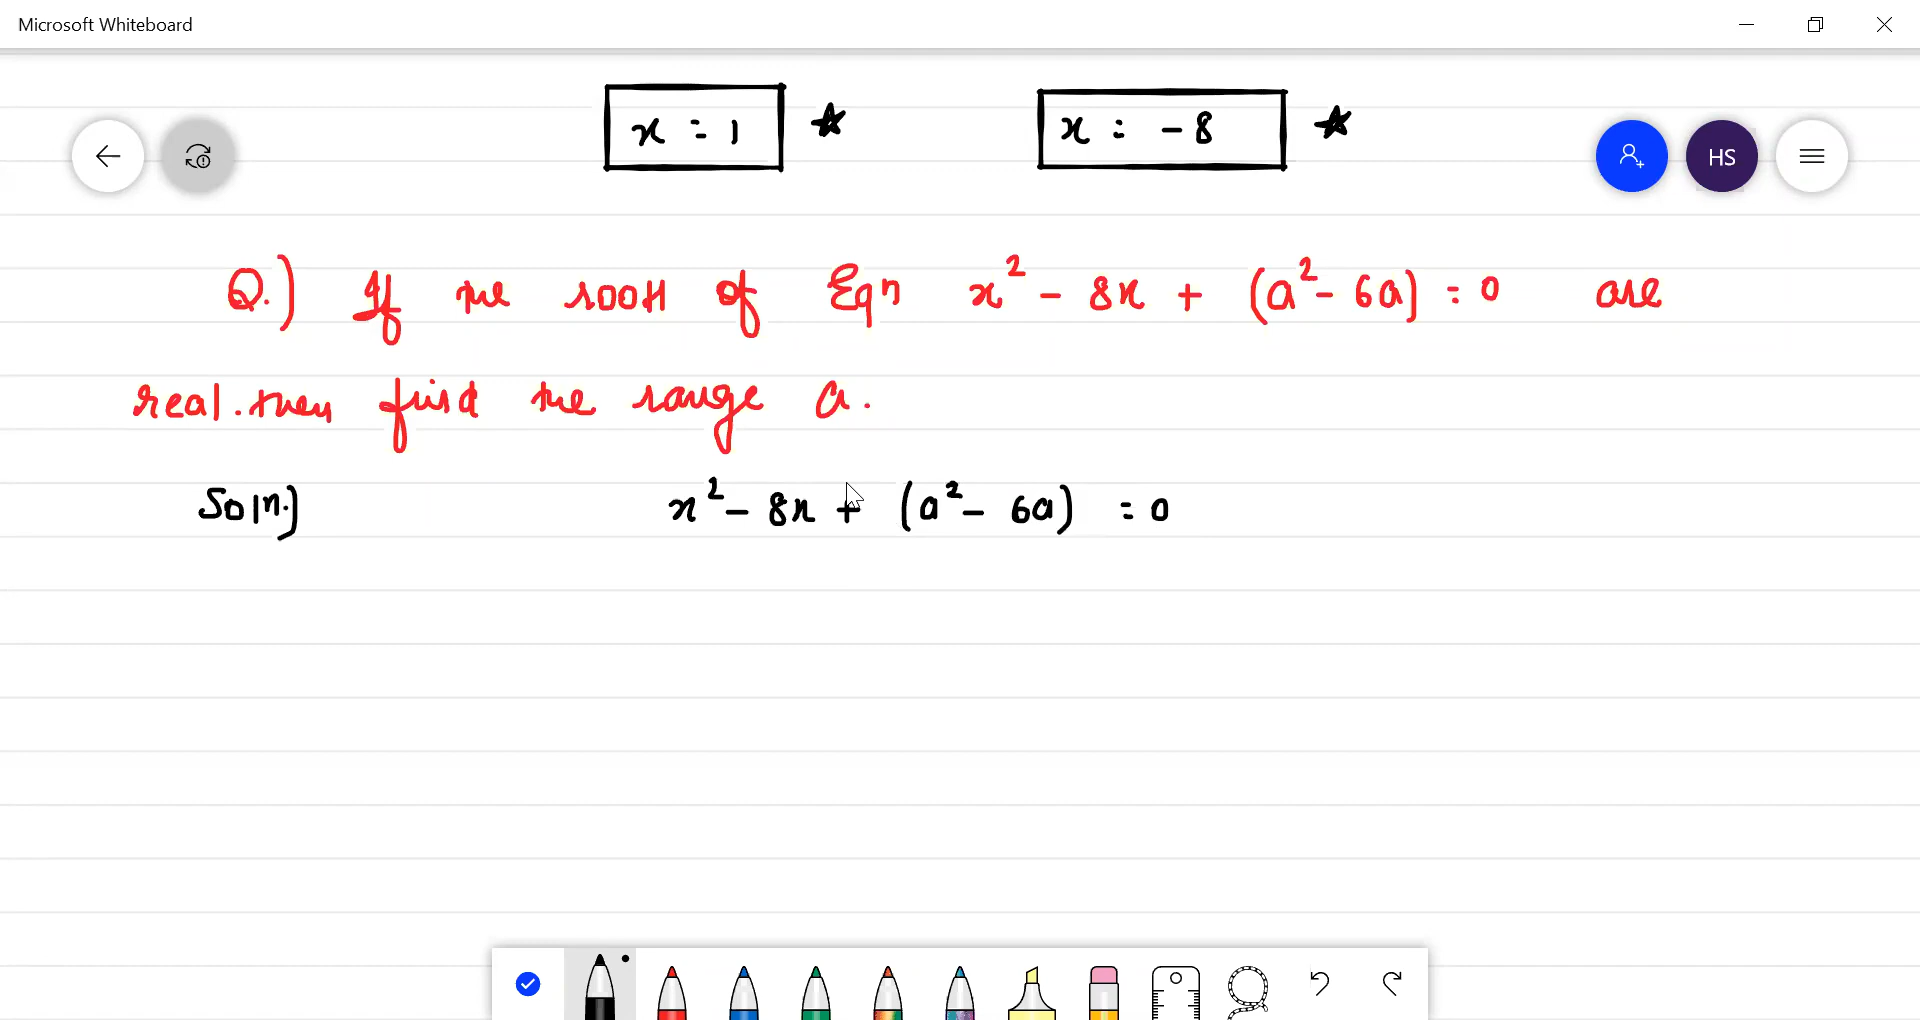 Microsoft Whiteboard
x = 1 ☆ x = -8 ☆
HS
Q.) If the roots of Eqn x² - 8x + (a² - 6a) = 0 are
real. then find the range a.
Soln.) x² - 8x + (a² - 6a) = 0